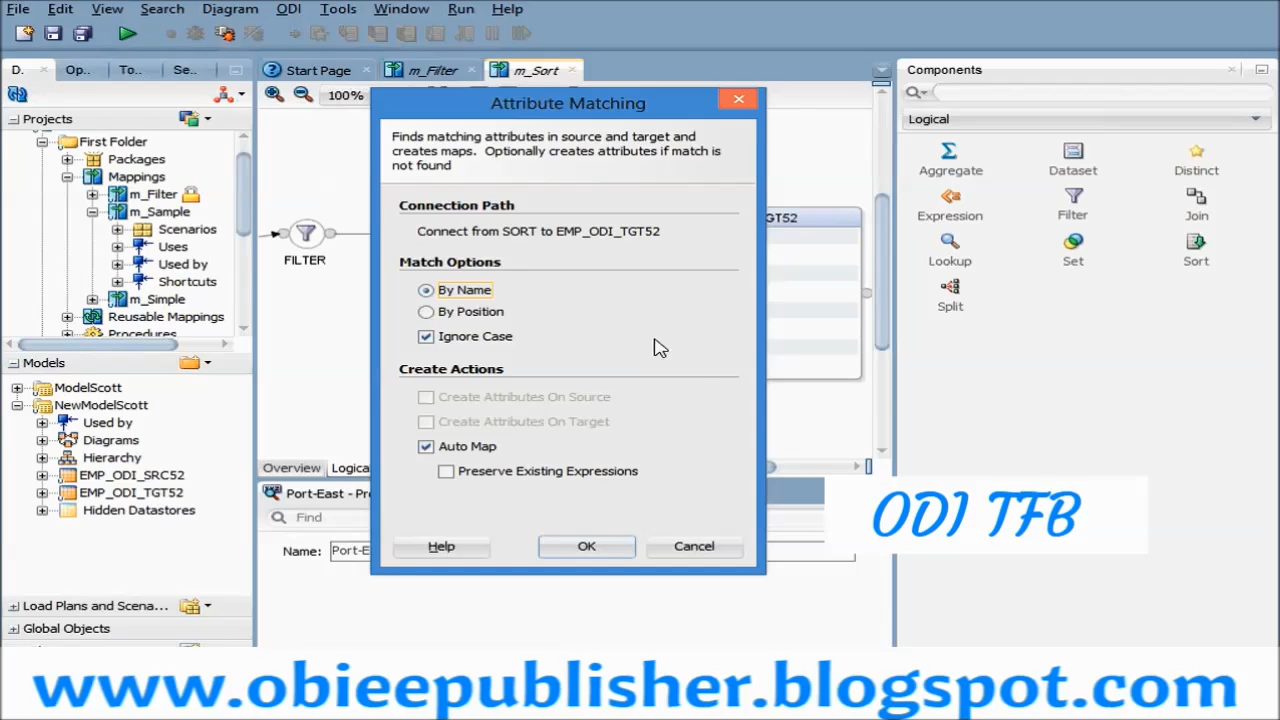 File Edit View Search Diagram ODI Tools Window Run Help
D. Op.. To.. Se..
Start Page m_Filter m_Sort
Components
100%
Attribute Matching
Finds matching attributes in source and target and
creates maps. Optionally creates attributes if match is
not found
Connection Path
Connect from SORT to EMP_ODI_TGT52
Match Options
By Name
By Position
Ignore Case
Create Actions
Create Attributes On Source
Create Attributes On Target
Auto Map
Preserve Existing Expressions
Help OK Cancel
Projects
First Folder
Packages
Mappings
m_Filter
m_Sample
Scenarios
Uses
Used by
Shortcuts
m_Simple
Reusable Mappings
Procedures
Models
ModelScott
NewModelScott
Used by
Diagrams
Hierarchy
EMP_ODI_SRC52
EMP_ODI_TGT52
Hidden Datastores
Load Plans and Scena...
Global Objects
FILTER
GT52
Overview Logica
Port-East - Pr
Find
Name: Port-E
Logical
Aggregate Dataset Distinct
Expression Filter Join
Lookup Set Sort
Split
ODI TFB
www.obieepublisher.blogspot.com